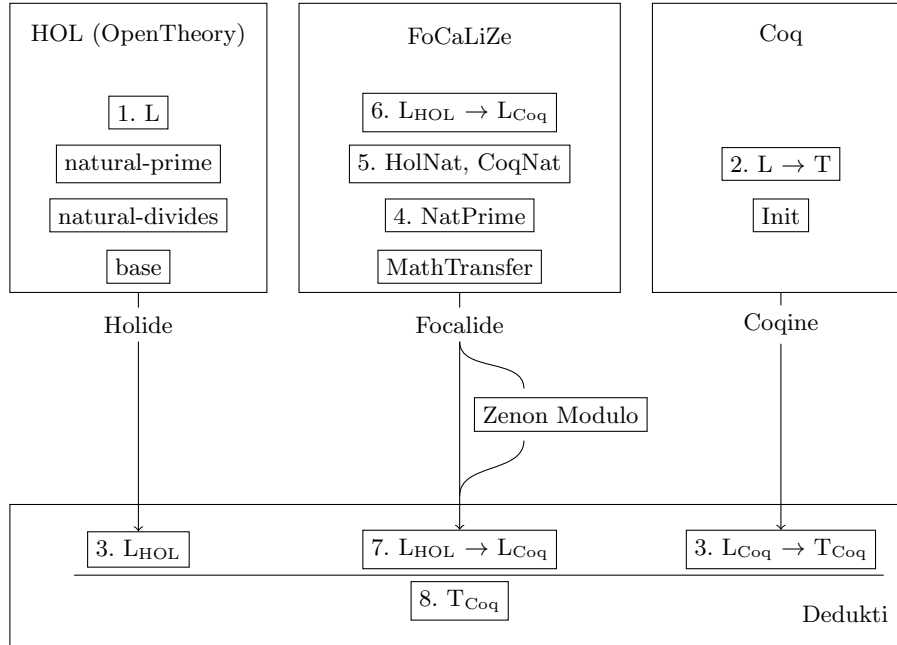 HOL (OpenTheory)
1. L
natural-prime
natural-divides
base
FoCaLiZe
6. L_HOL → L_Coq
5. HolNat, CoqNat
4. NatPrime
MathTransfer
Coq
2. L → T
Init
Holide
Focalide
Coqine
Zenon Modulo
3. L_HOL
7. L_HOL → L_Coq
3. L_Coq → T_Coq
8. T_Coq
Dedukti